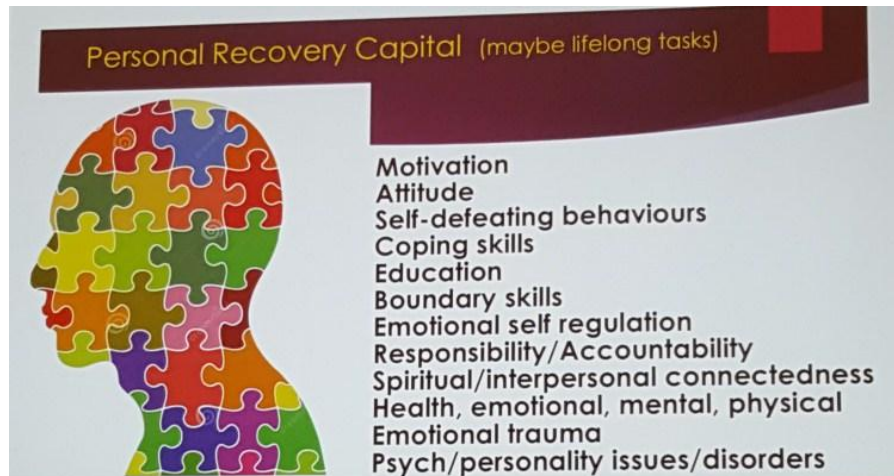 Personal Recovery Capital (maybe lifelong tasks)
Motivation
Attitude
Self-defeating behaviours
Coping skills
Education
Boundary skills
Emotional self regulation
Responsibility/Accountability
Spiritual/interpersonal connectedness
Health, emotional, mental, physical
Emotional trauma
Psych/personality issues/disorders